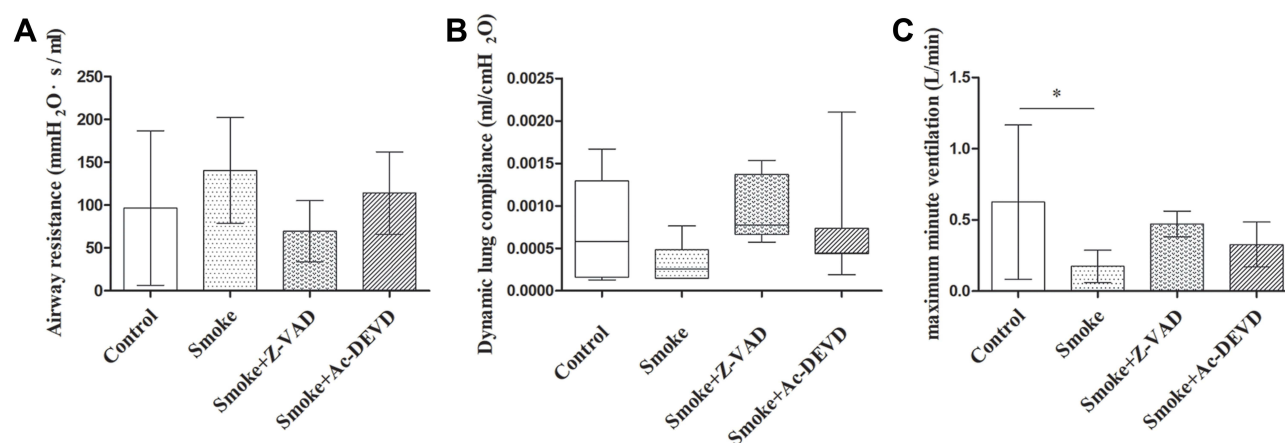 A
Airway resistance (mmH2O· s / ml)
250
200
150
100
50
0
Control
Smoke
Smoke+Z-VAD
Smoke+Ac-DEVD
B
Dynamic lung compliance (ml/cmH2O)
0.0025
0.0020
0.0015
0.0010
0.0005
0.0000
Control
Smoke
Smoke+Z-VAD
Smoke+Ac-DEVD
C
maximum minute ventilation (L/min)
1.5
1.0
0.5
0.0
*
Control
Smoke
Smoke+Z-VAD
Smoke+Ac-DEVD